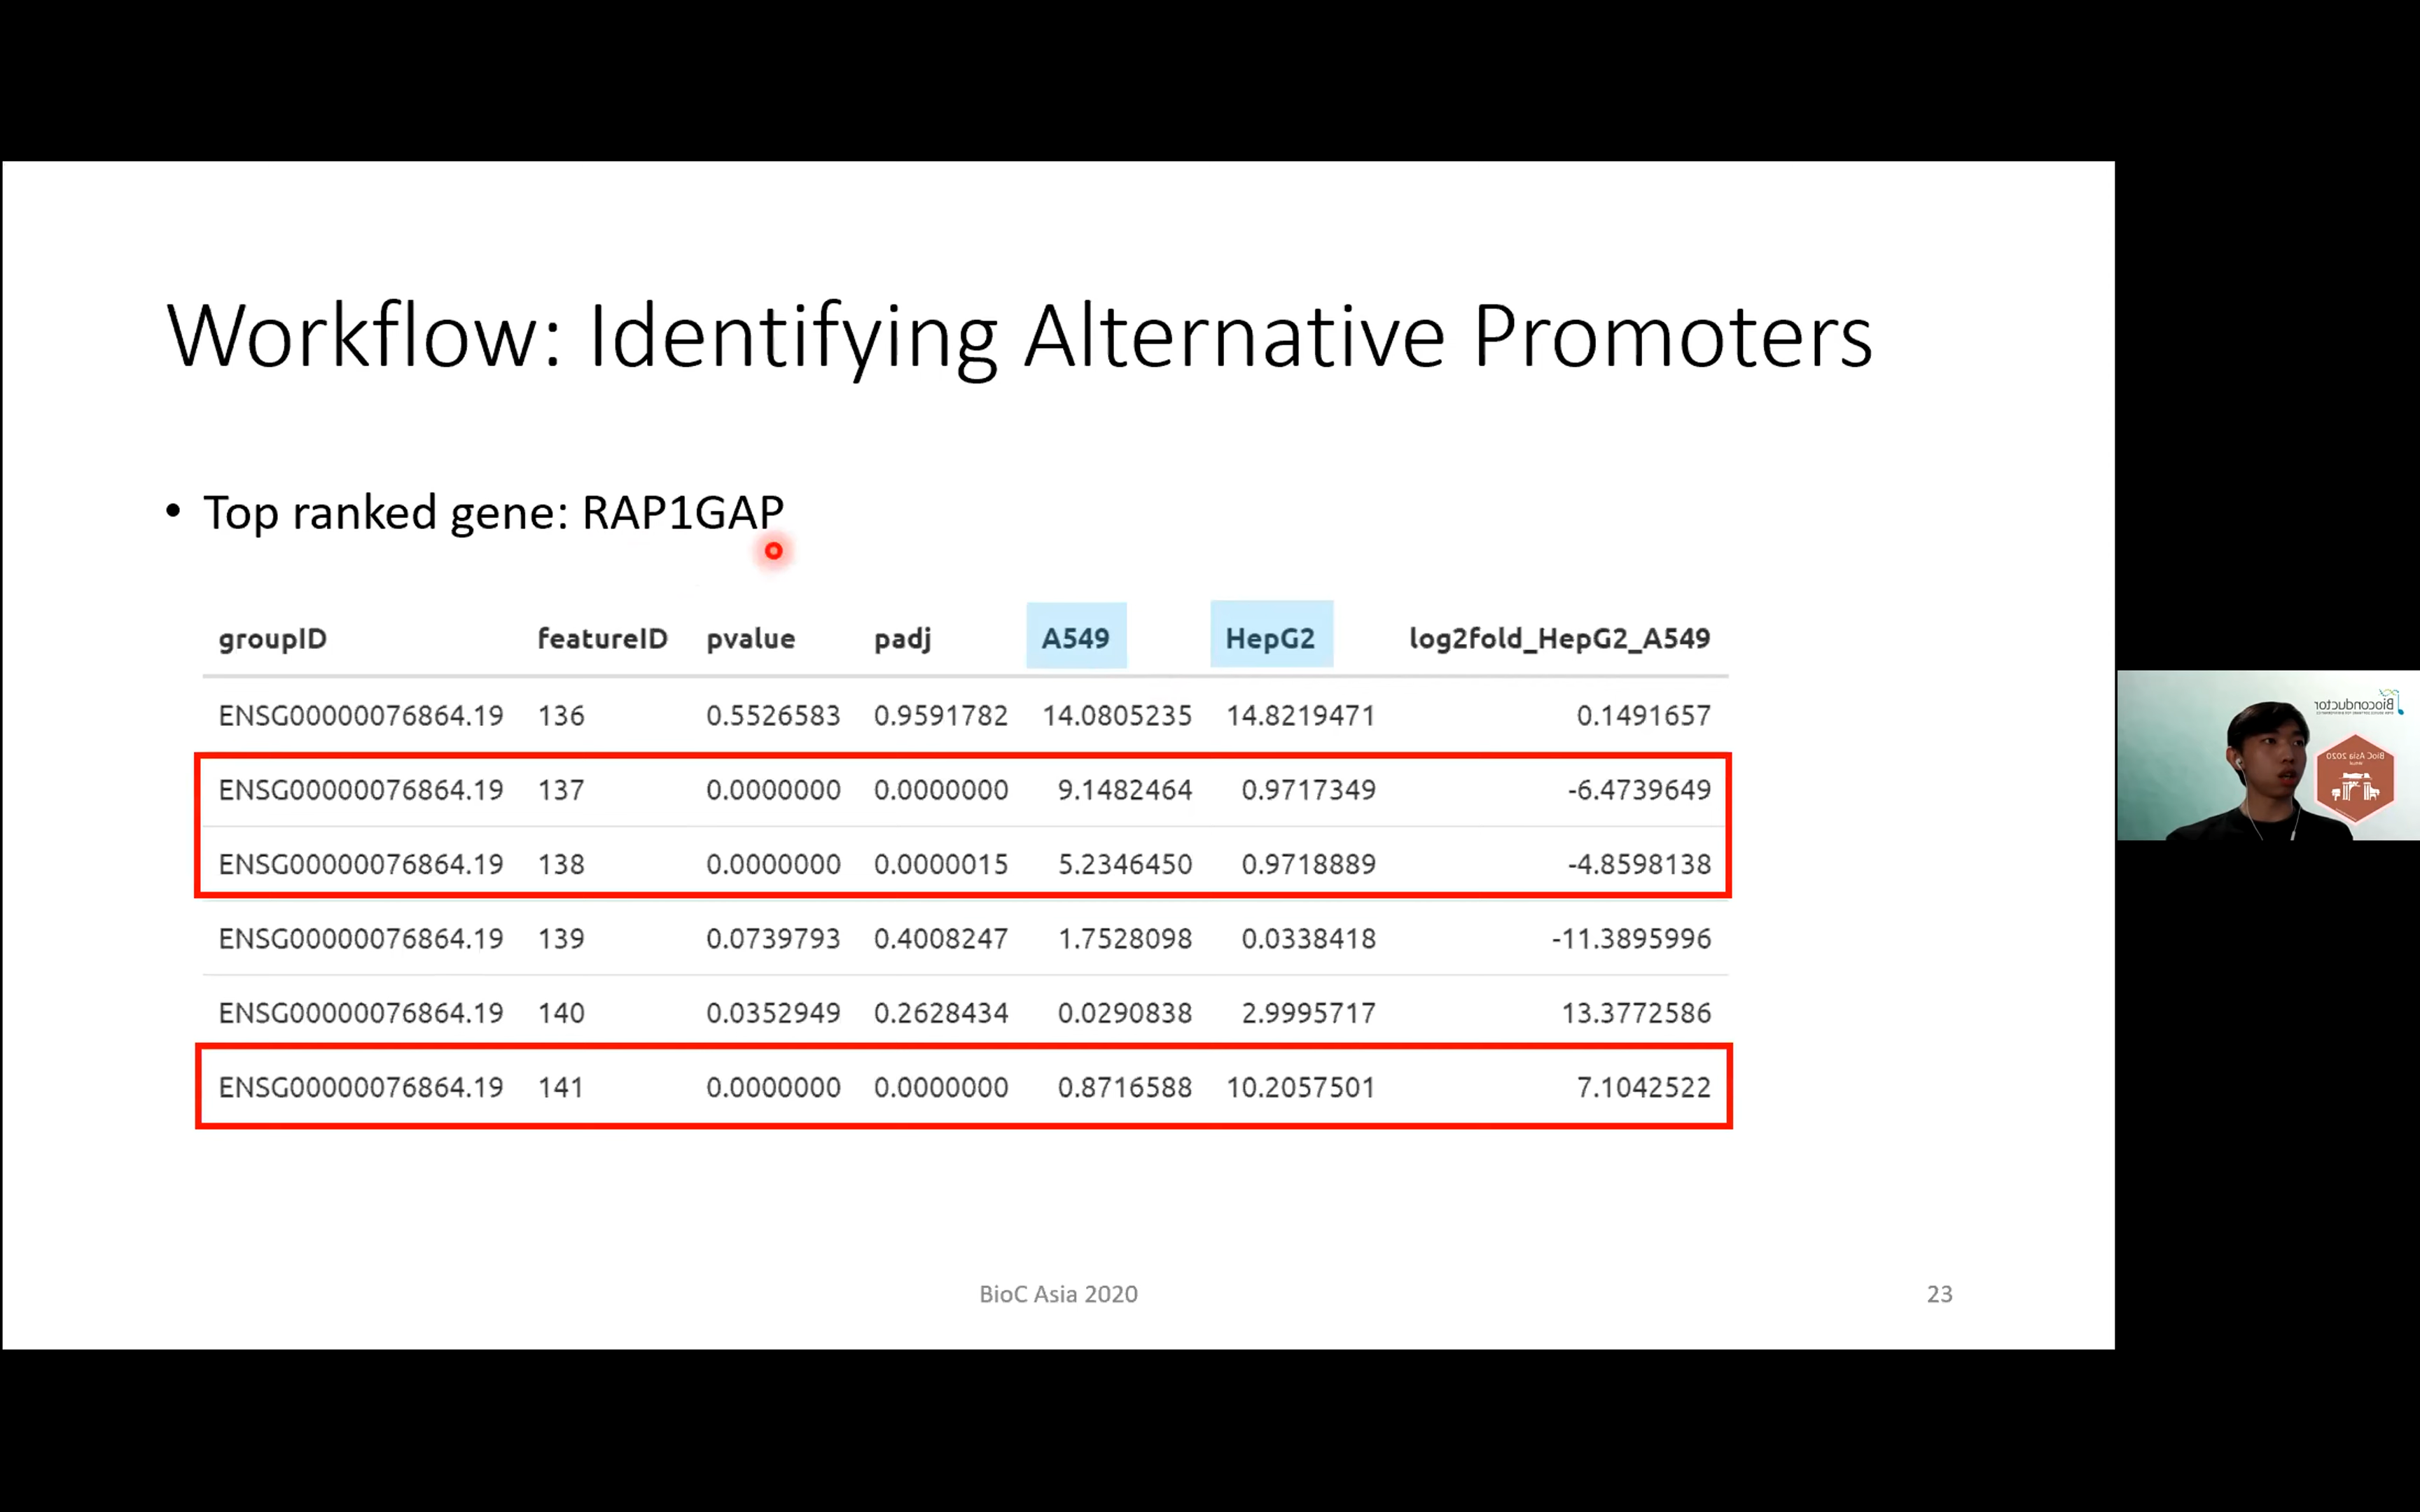 Workflow: Identifying Alternative Promoters
• Top ranked gene: RAP1GAP
groupID featureID pvalue padj A549 HepG2 log2fold_HepG2_A549
ENSG00000076864.19 136 0.5526583 0.9591782 14.0805235 14.8219471 0.1491657
ENSG00000076864.19 137 0.0000000 0.0000000 9.1482464 0.9717349 -6.4739649
ENSG00000076864.19 138 0.0000000 0.0000015 5.2346450 0.9718889 -4.8598138
ENSG00000076864.19 139 0.0739793 0.4008247 1.7528098 0.0338418 -11.3895996
ENSG00000076864.19 140 0.0352949 0.2628434 0.0290838 2.9995717 13.3772586
ENSG00000076864.19 141 0.0000000 0.0000000 0.8716588 10.2057501 7.1042522
BioC Asia 2020
23
Bioconductor
BioC Asia 2020